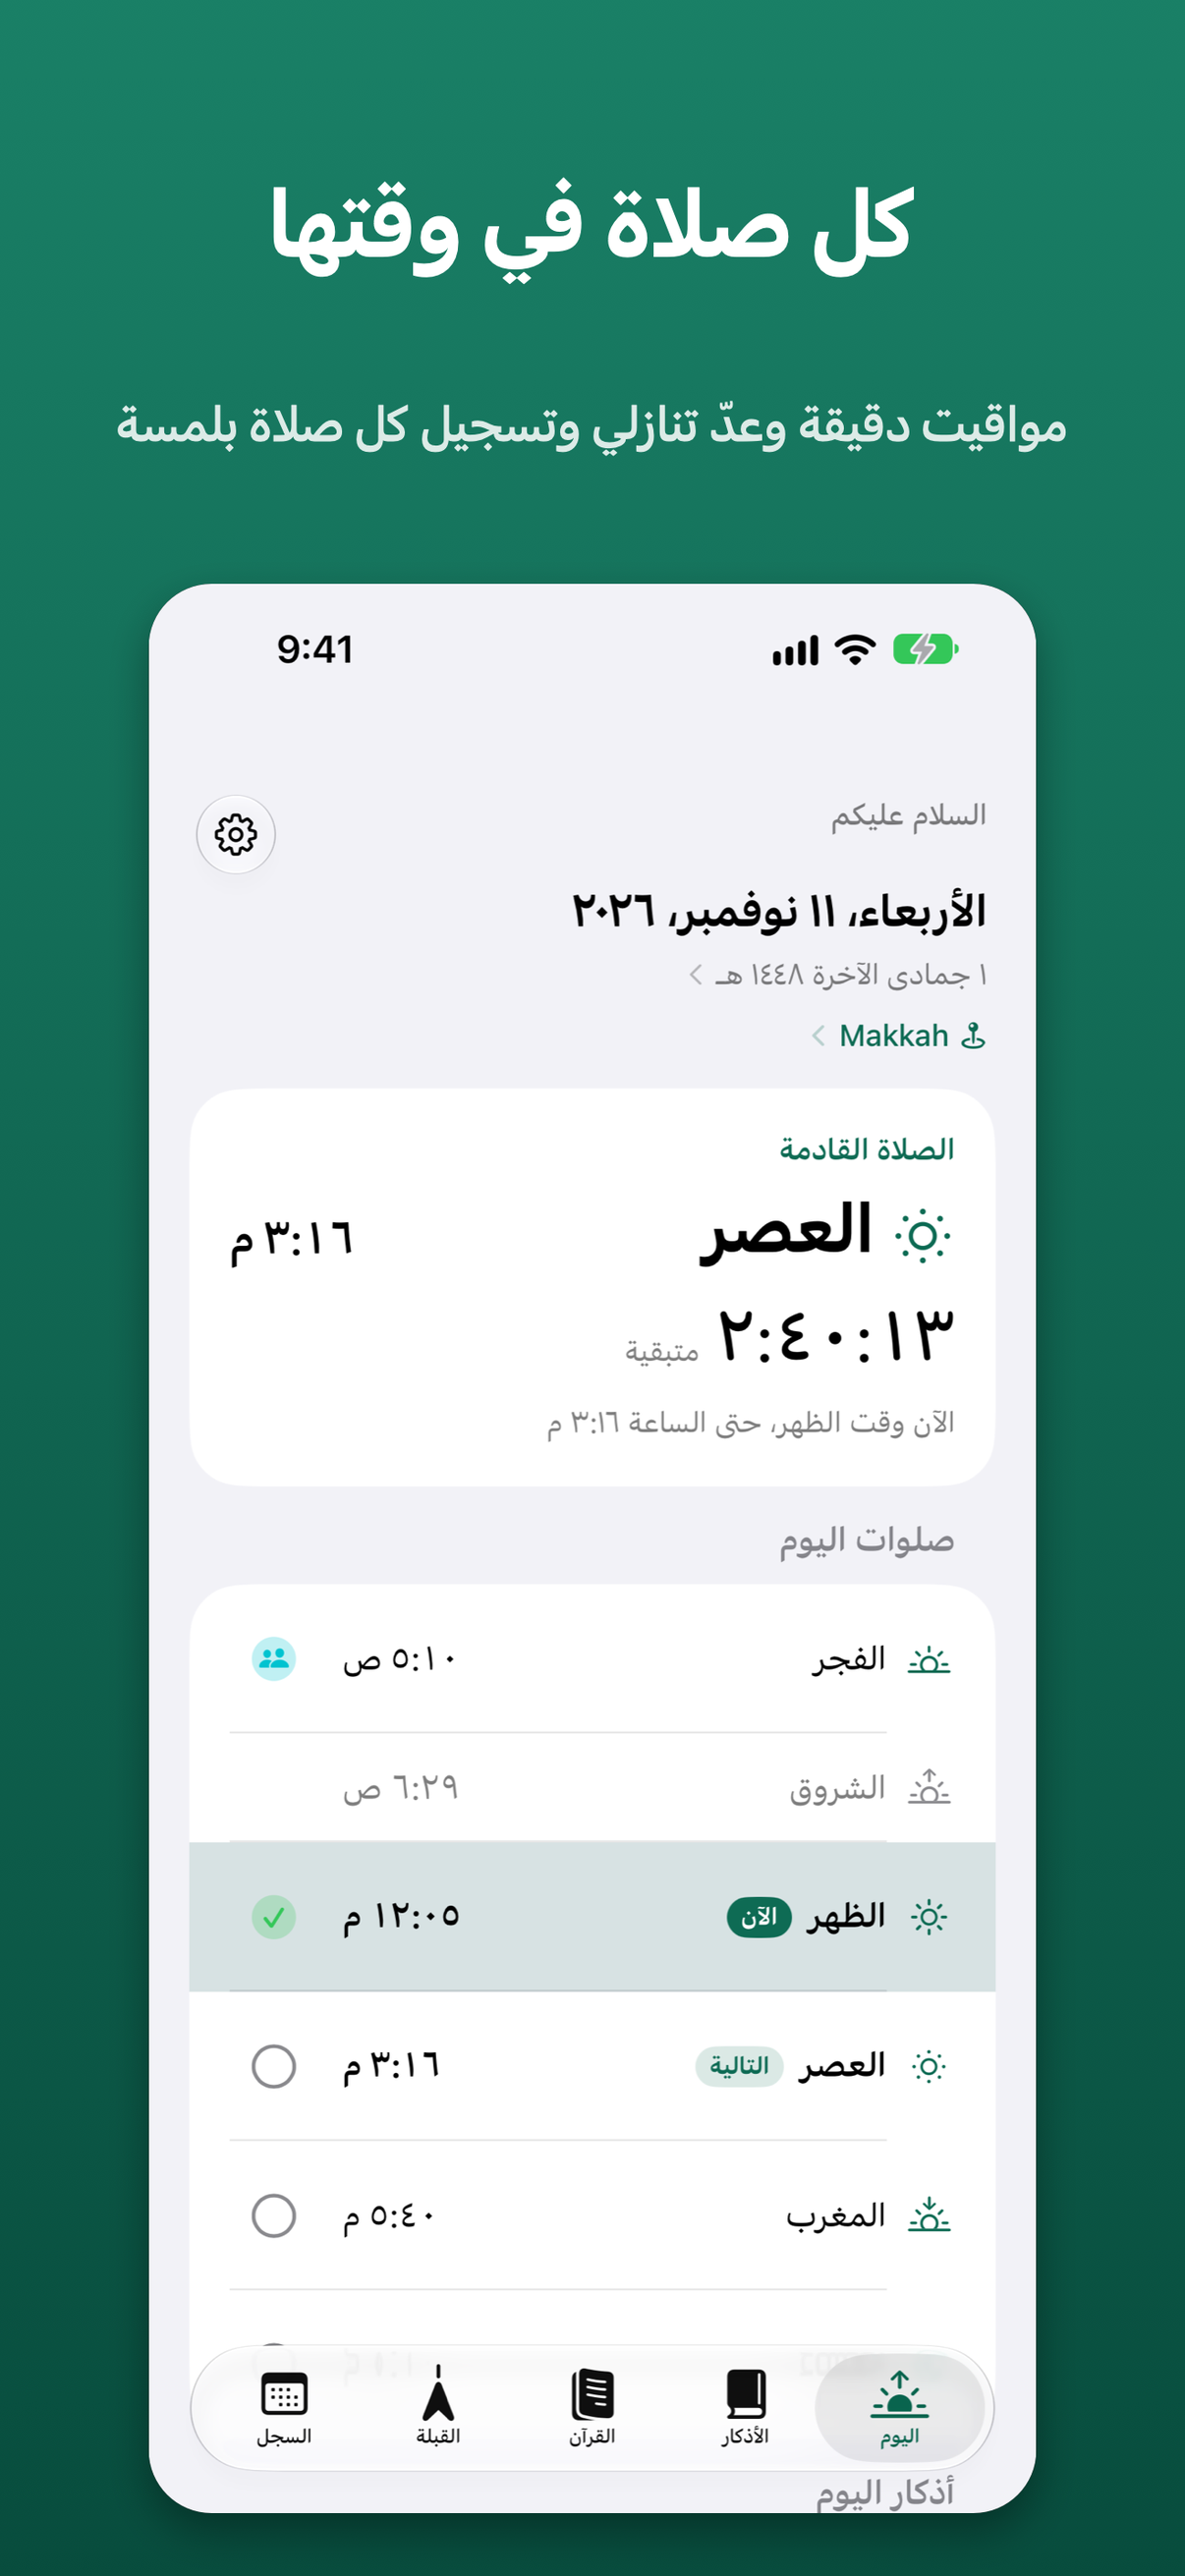 كل صلاة في وقتها
مواقيت دقيقة وعدّ تنازلي وتسجيل كل صلاة بلمسة
9:41
السلام عليكم
الأربعاء، ١١ نوفمبر، ٢٠٢٦
١ جمادى الآخرة ١٤٤٨ هـ
Makkah
الصلاة القادمة
العصر ٣:١٦ م
٢:٤٠:١٣ متبقية
الآن وقت الظهر، حتى الساعة ٣:١٦ م
صلوات اليوم
الفجر ٥:١٠ ص
الشروق ٦:٢٩ ص
الظهر الآن ١٢:٠٥ م
العصر التالية ٣:١٦ م
المغرب ٥:٤٠ م
اليوم الأذكار القرآن القبلة السجل
أذكار اليوم